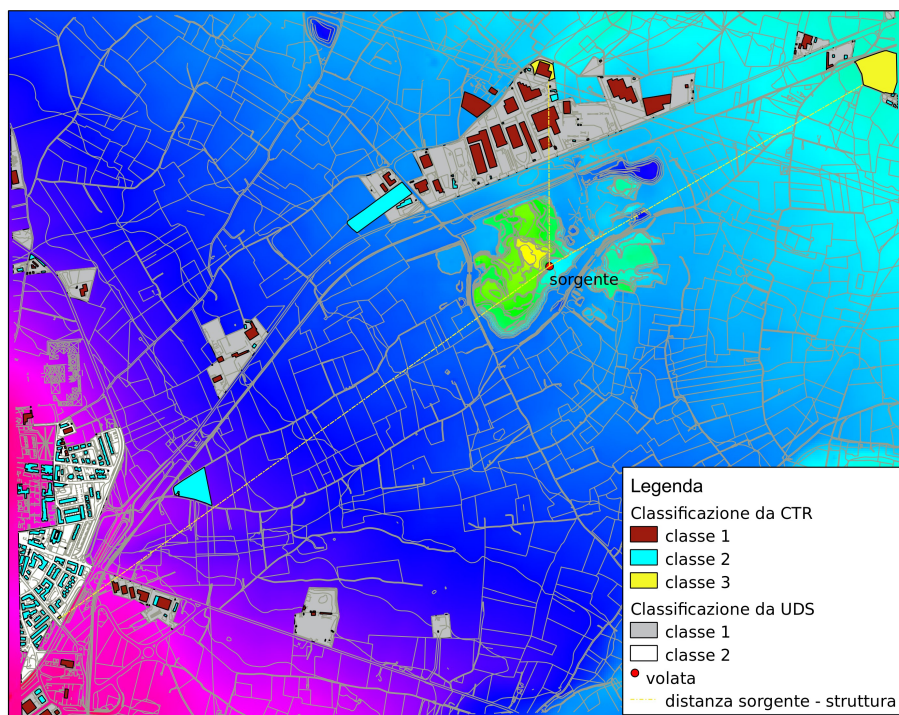 sorgente
Legenda
Classificazione da CTR
classe 1
classe 2
classe 3
Classificazione da UDS
classe 1
classe 2
volata
distanza sorgente - struttura